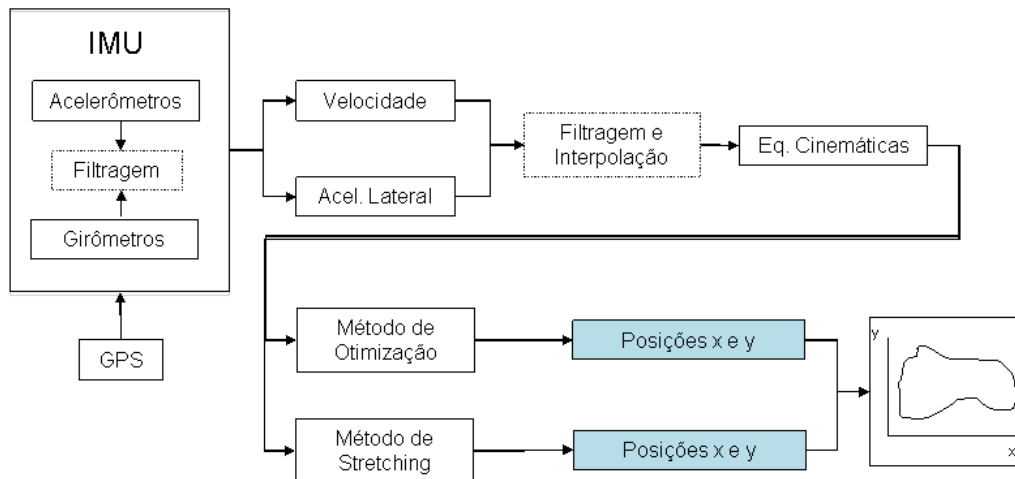 IMU
Acelerômetros
Filtragem
Girômetros
GPS
Velocidade
Acel. Lateral
Filtragem e
Interpolação
Eq. Cinemáticas
Método de
Otimização
Posições x e y
Método de
Stretching
Posições x e y
y
x